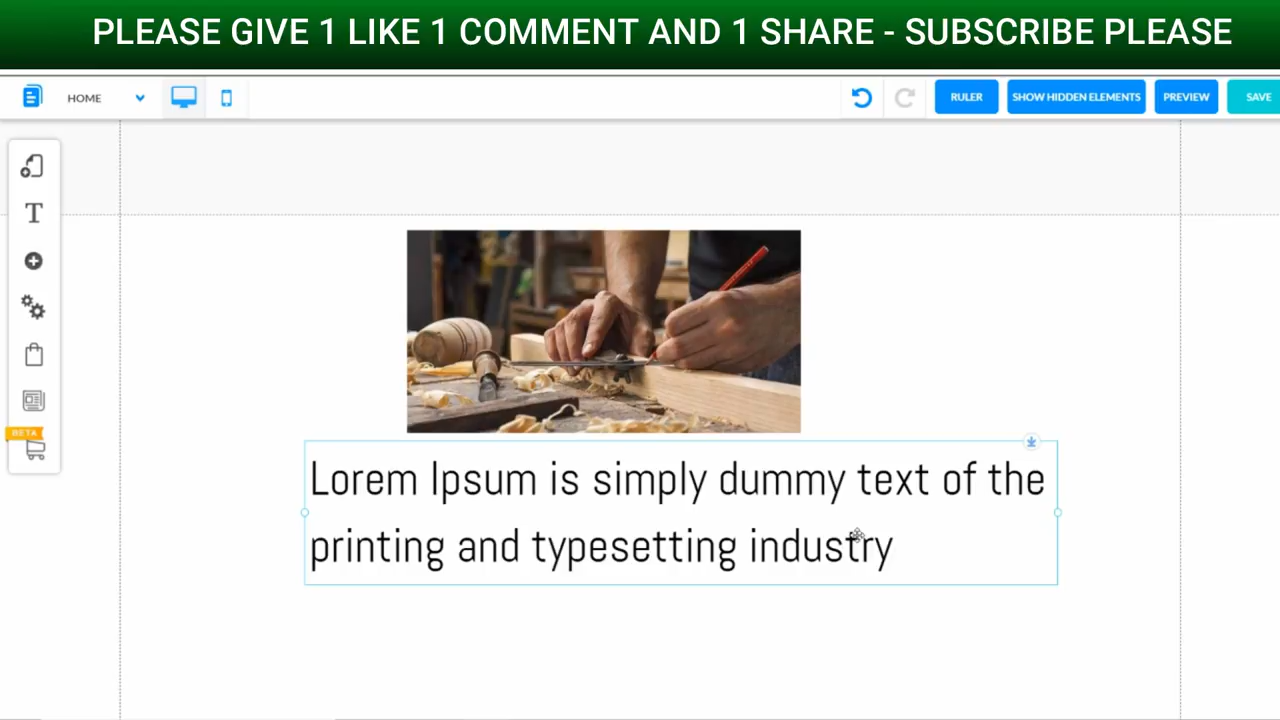 PLEASE GIVE 1 LIKE 1 COMMENT AND 1 SHARE - SUBSCRIBE PLEASE
HOME RULER SHOW HIDDEN ELEMENTS PREVIEW SAVE
T
BETA
Lorem Ipsum is simply dummy text of the
printing and typesetting industry